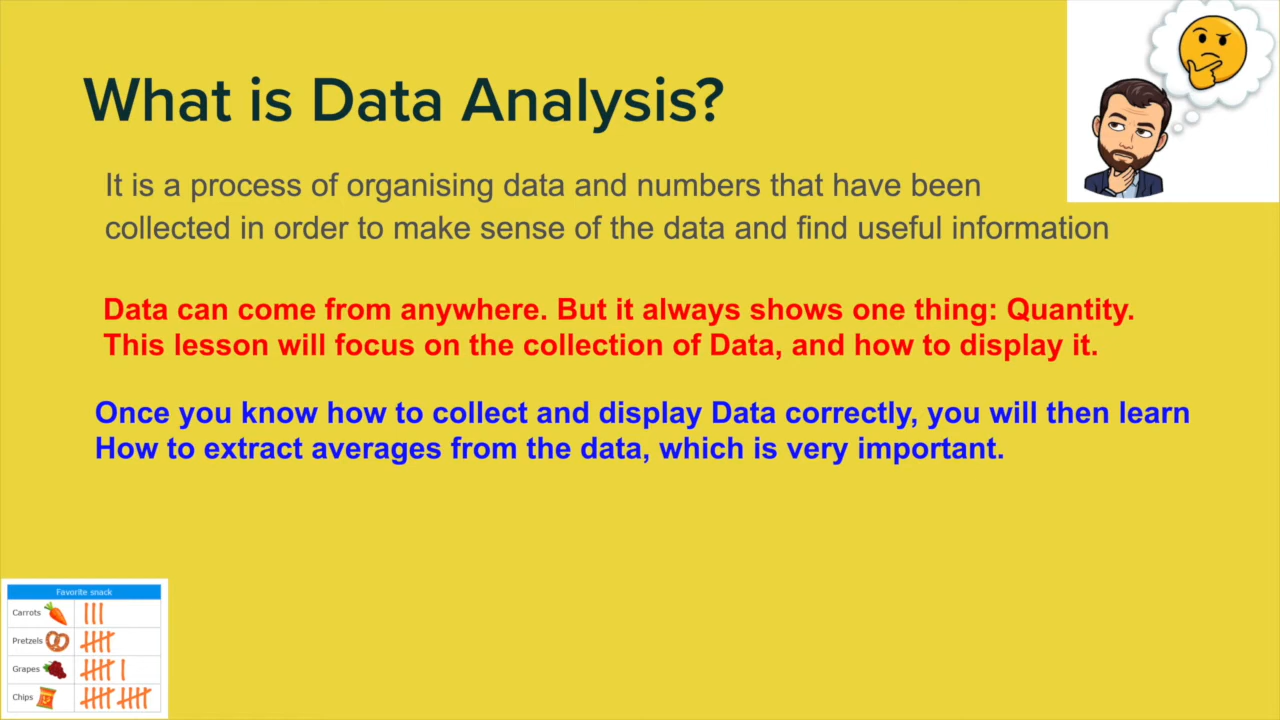 What is Data Analysis?
It is a process of organising data and numbers that have been
collected in order to make sense of the data and find useful information
Data can come from anywhere. But it always shows one thing: Quantity.
This lesson will focus on the collection of Data, and how to display it.
Once you know how to collect and display Data correctly, you will then learn
How to extract averages from the data, which is very important.
Favorite snack
Carrots
Pretzels
Grapes
Chips